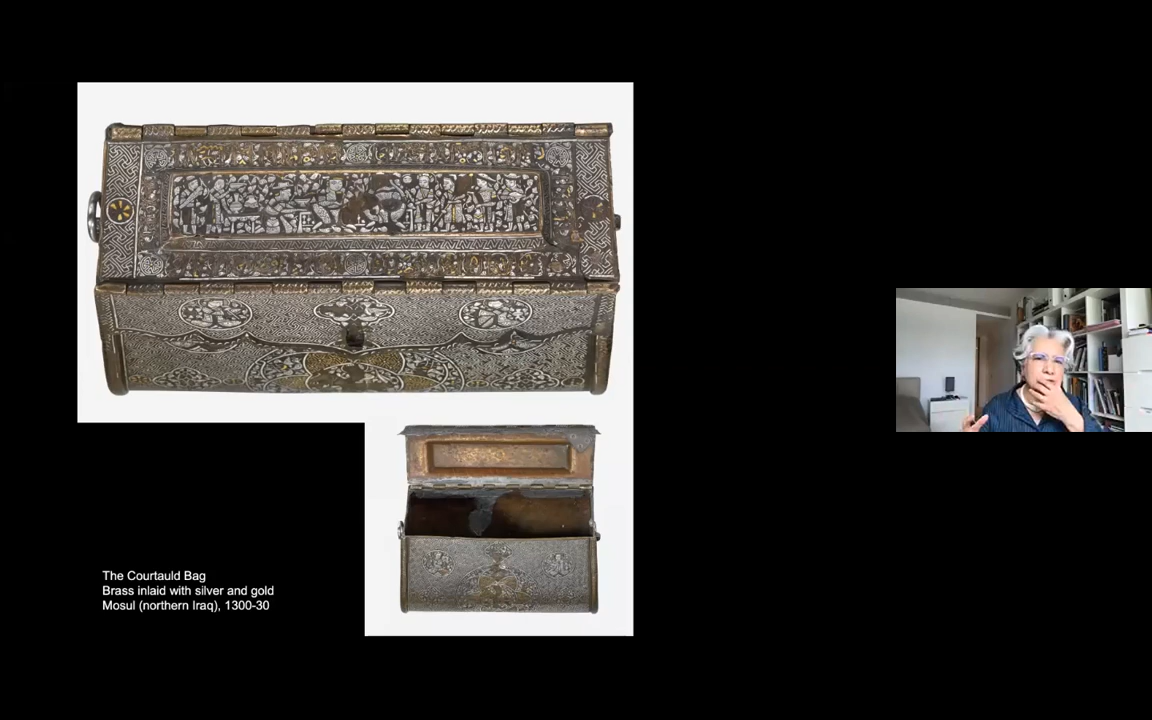 The Courtauld Bag
Brass inlaid with silver and gold
Mosul (northern Iraq), 1300-30